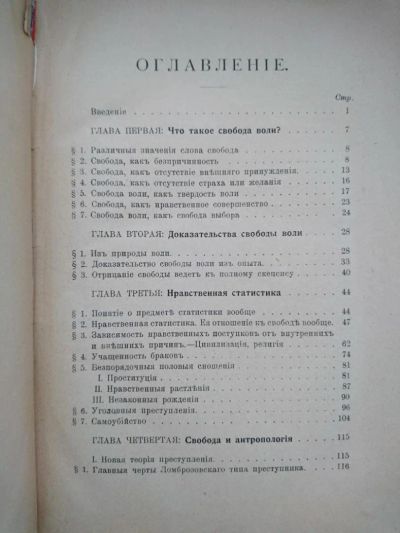 ОГЛАВЛЕНІЕ.
Стр.
Введеніе . . . . . . . . . . 1
ГЛАВА ПЕРВАЯ: Что такое свобода воли? . . . . 7
§ 1. Различныя значенія слова свобода . . . . 8
§ 2. Свобода, какъ безпричинность . . . . 8
§ 3. Свобода, какъ отсутствіе внѣшняго принужденія. . . . 13
§ 4. Свобода, какъ отсутствіе страха или желанія . . . . 16
§ 5. Свобода воли, какъ твердость воли . . . . 17
§ 6. Свобода, какъ нравственное совершенство . . . . 23
§ 7. Свобода воли, какъ свобода выбора . . . . 24
ГЛАВА ВТОРАЯ: Доказательства свободы воли . . . 28
§ 1. Изъ природы воли. . . . . 28
§ 2. Доказательство свободы воли изъ опыта. . . . 33
§ 3. Отрицаніе свободы ведетъ къ полному скепсису . . . . 40
ГЛАВА ТРЕТЬЯ: Нравственная статистика . . . . 44
§ 1. Понятіе о предметѣ статистики вообще . . . . 44
§ 2. Нравственная статистика. Ея отношеніе къ свободѣ вообще. 47
§ 3. Зависимость нравственныхъ поступковъ отъ внутреннихъ
и внѣшнихъ причинъ.—Цивилизація, религія . . . . 62
§ 4. Учащенность браковъ. . . . . 74
§ 5. Безпорядочныя половыя сношенія . . . . 81
I. Проституція . . . . 81
II. Нравственныя растлѣнія . . . . 87
III. Незаконныя рожденія . . . . 90
§ 6. Уголовныя преступленія. . . . . 96
§ 7. Самоубійство . . . . 104
ГЛАВА ЧЕТВЕРТАЯ: Свобода и антропологія . . . . 115
I. Новая теорія преступленія. . . . . 115
§ 1. Главныя черты Ломброзовскаго типа преступника. . . . 116